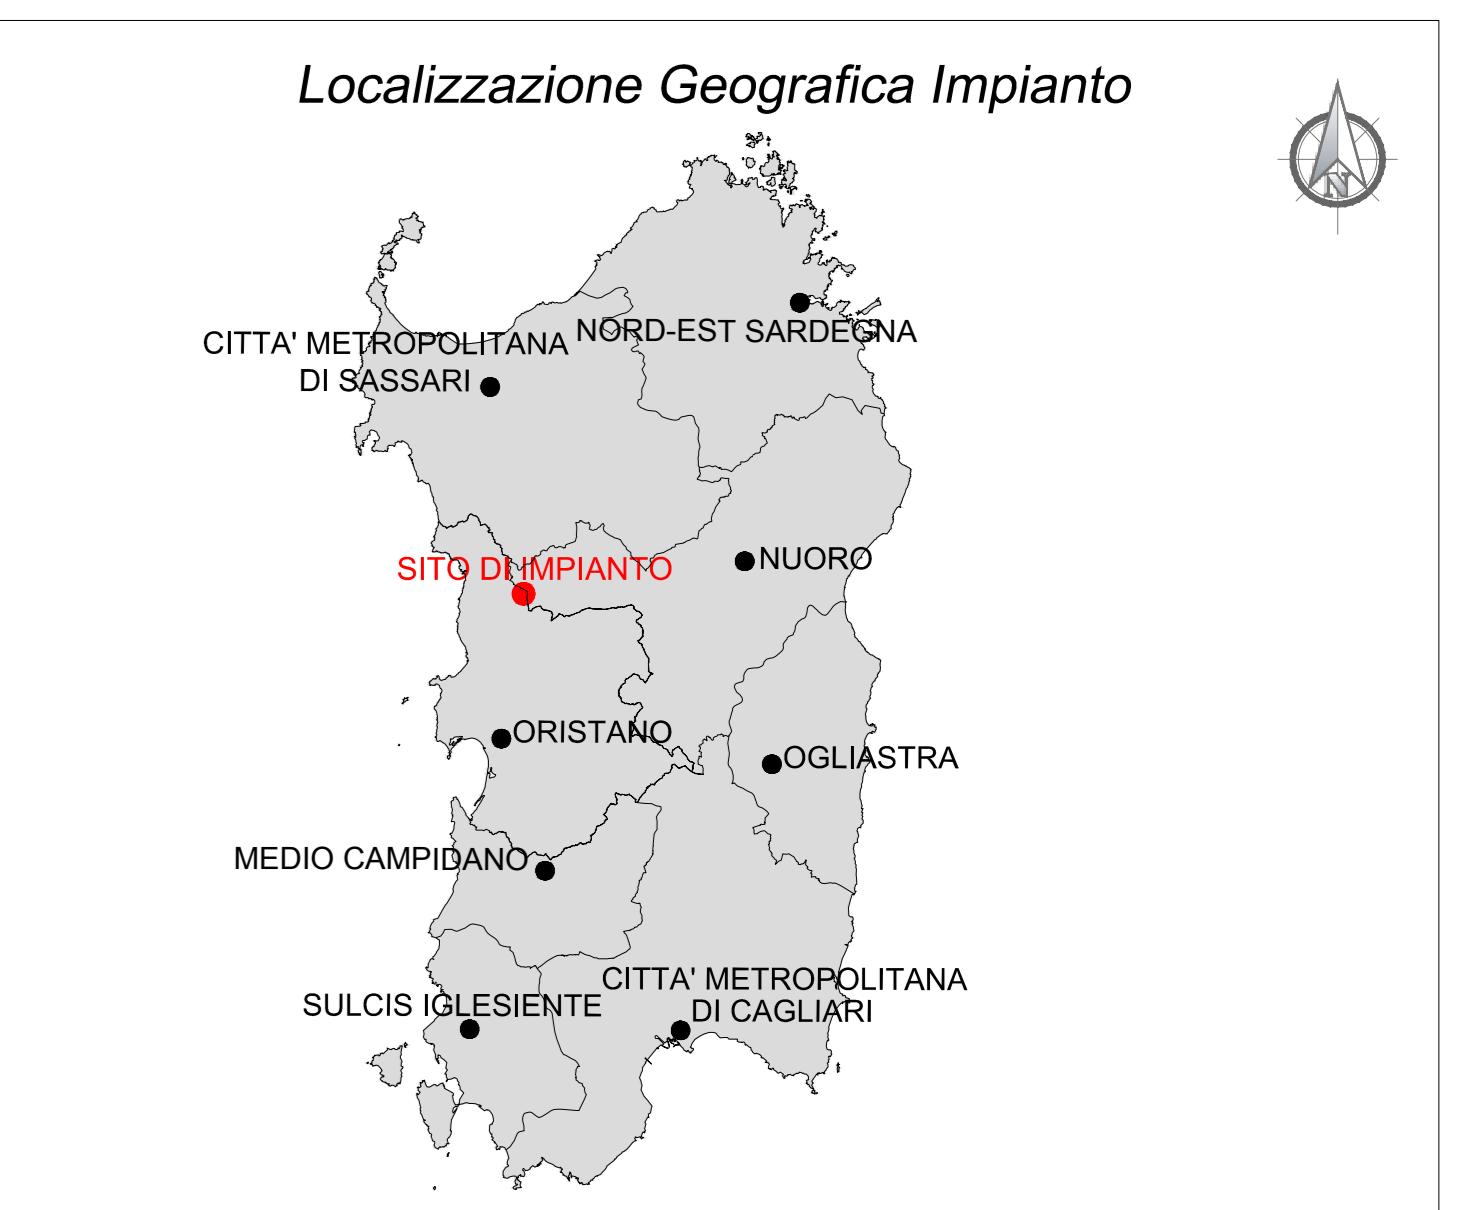 Localizzazione Geografica Impianto
N
NORD-EST SARDEGNA
CITTA' METROPOLITANA
DI SASSARI
SITO DI IMPIANTO
NUORO
ORISTANO
OGLIASTRA
MEDIO CAMPIDANO
CITTA' METROPOLITANA
DI CAGLIARI
SULCIS IGLESIENTE